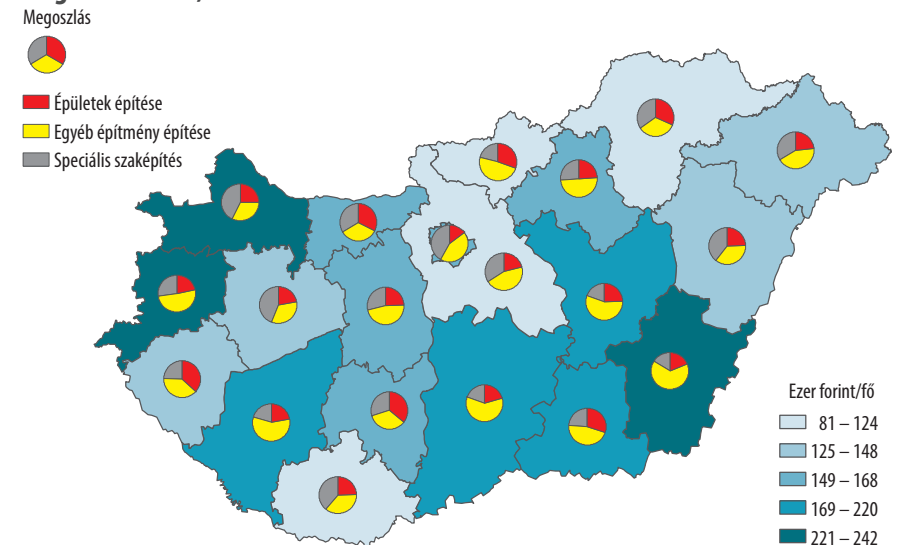 Megoszlás
Épületek építése
Egyéb építmény építése
Speciális szaképítés
Ezer forint/fő
81 – 124
125 – 148
149 – 168
169 – 220
221 – 242